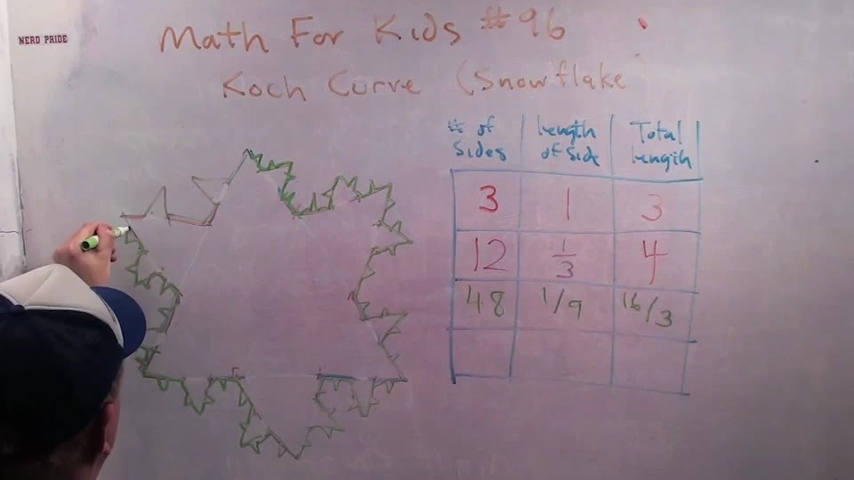 NERD PRIDE
Math For Kids #96
Koch Curve (Snowflake
# of Sides | Length of Side | Total Length
3 | 1 | 3
12 | 1/3 | 4
48 | 1/9 | 16/3